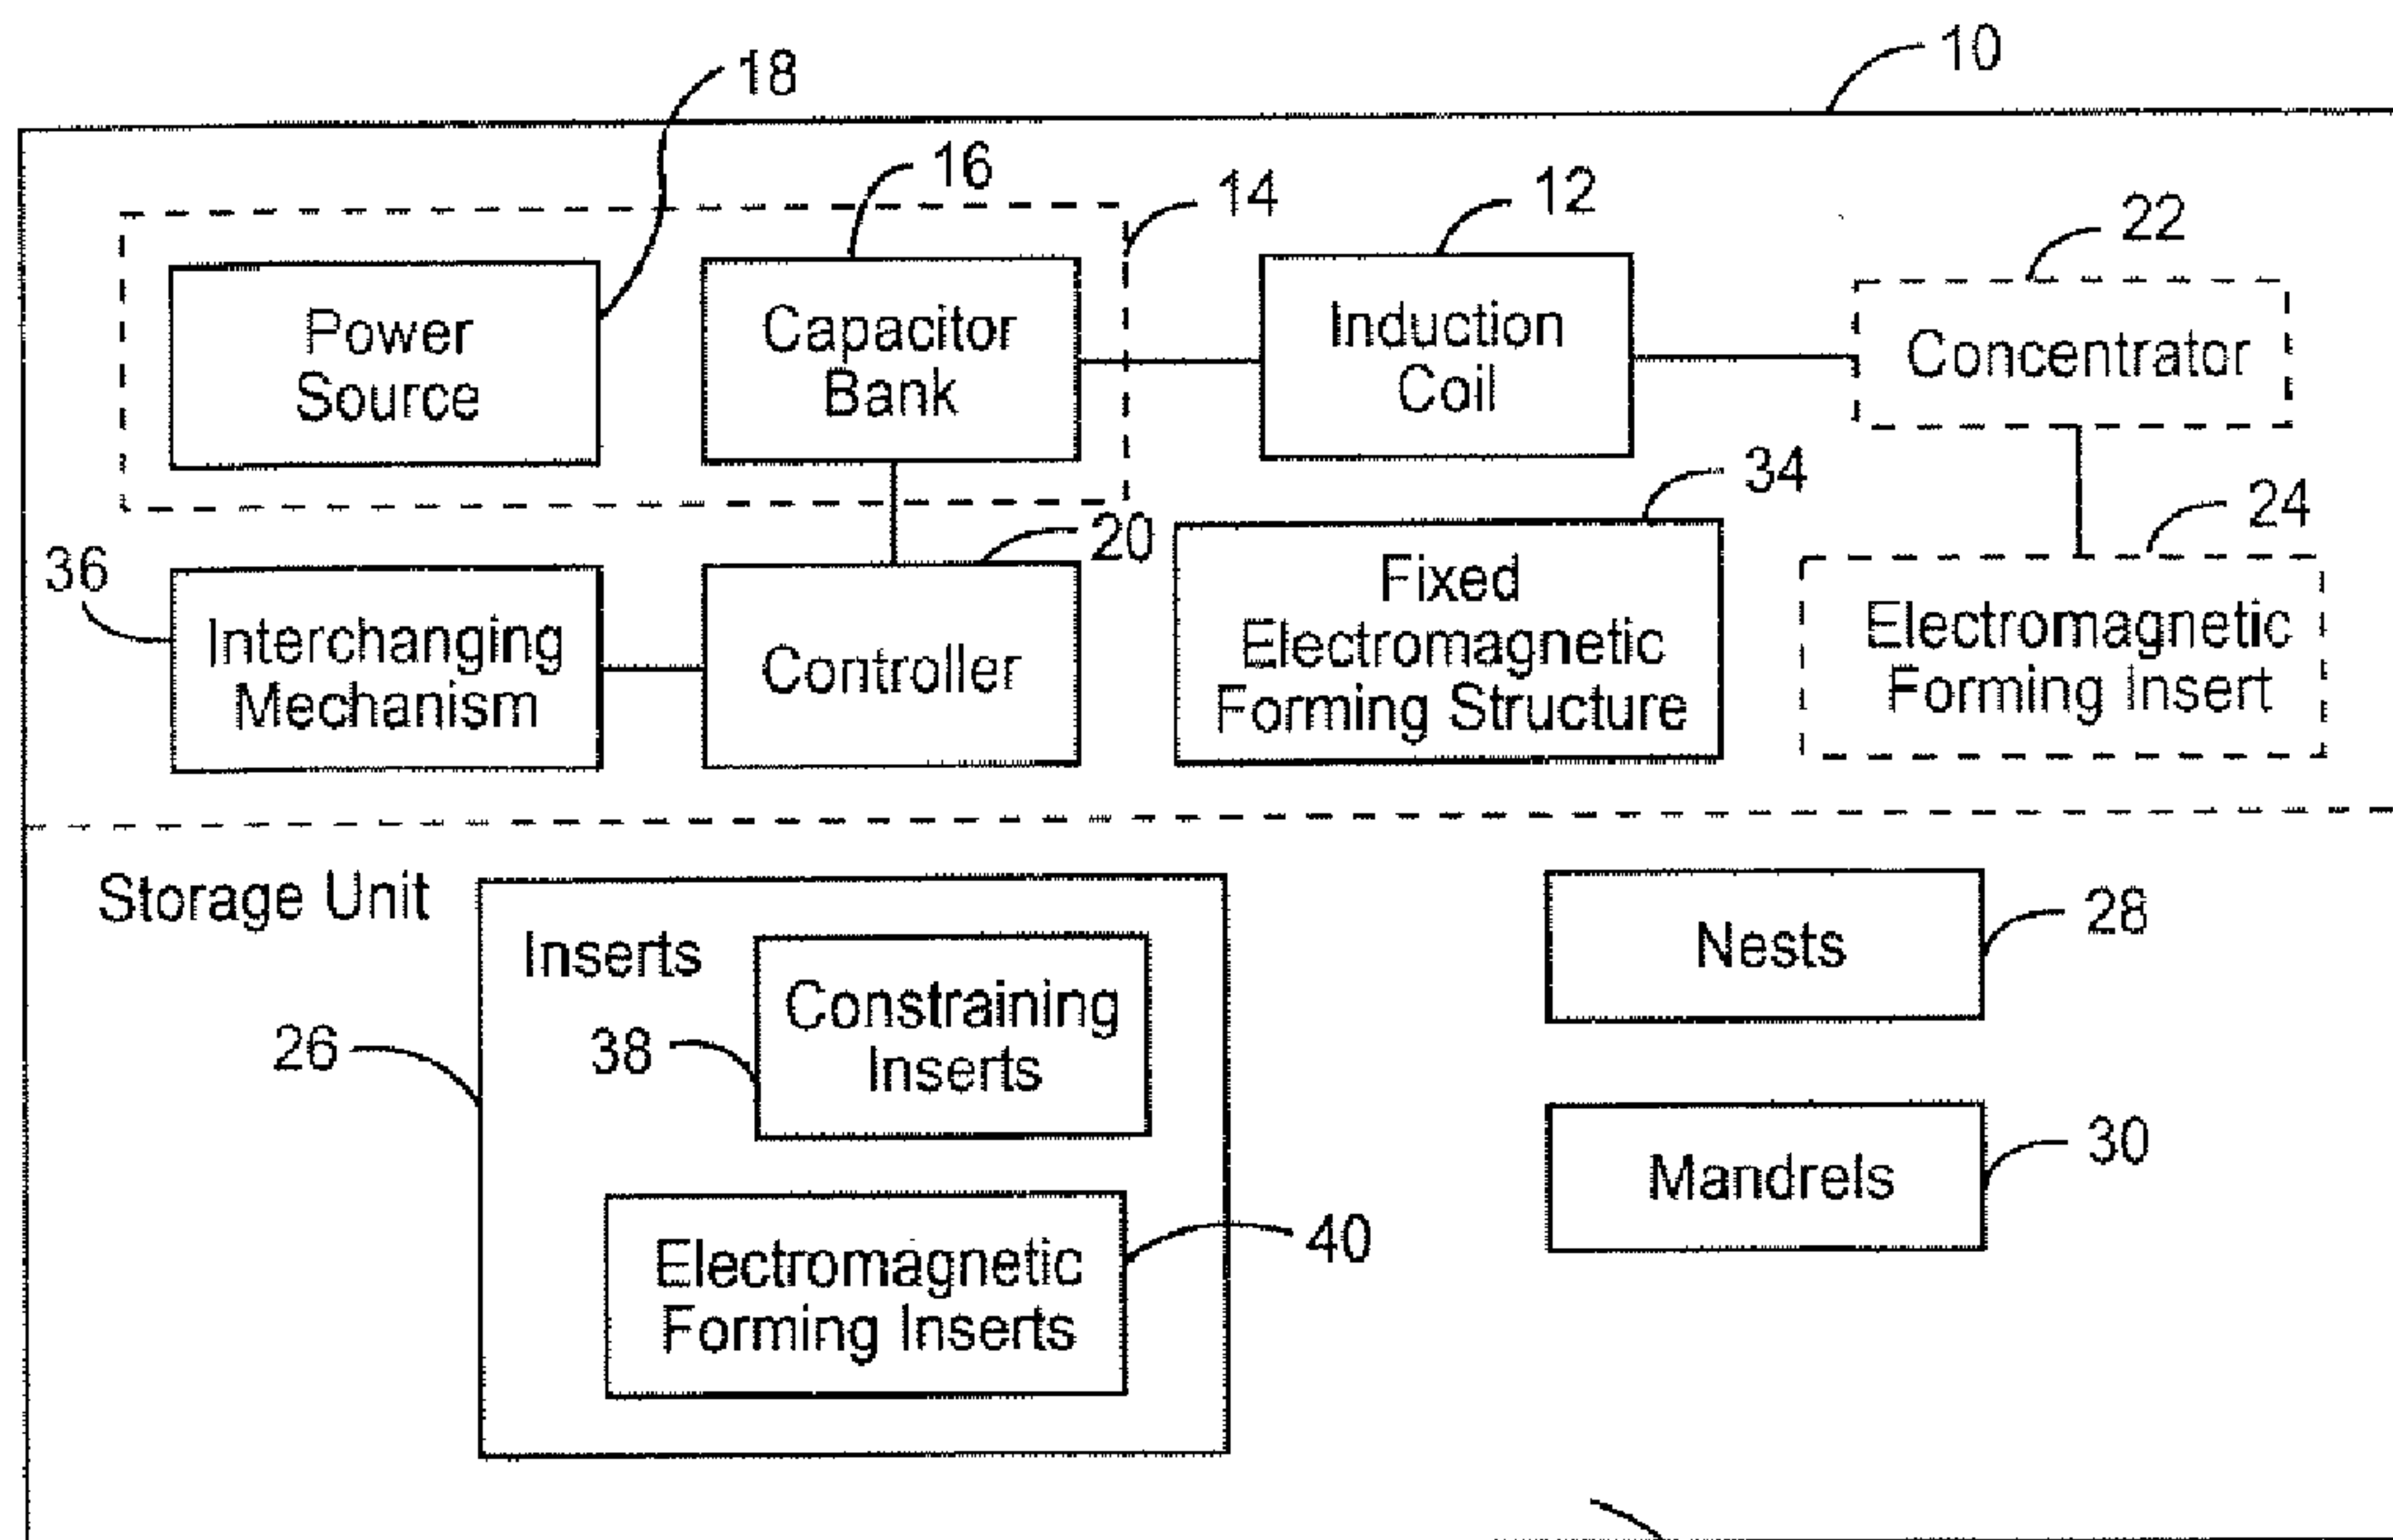 10
18
16
14
12
22
Power
Source
Capacitor
Bank
Induction
Coil
Concentrator
34
24
20
36
Interchanging
Mechanism
Controller
Fixed
Electromagnetic
Forming Structure
Electromagnetic
Forming Insert
Storage Unit
Inserts
Constraining
Inserts
38
26
Nests
28
Mandrels
30
Electromagnetic
Forming Inserts
40